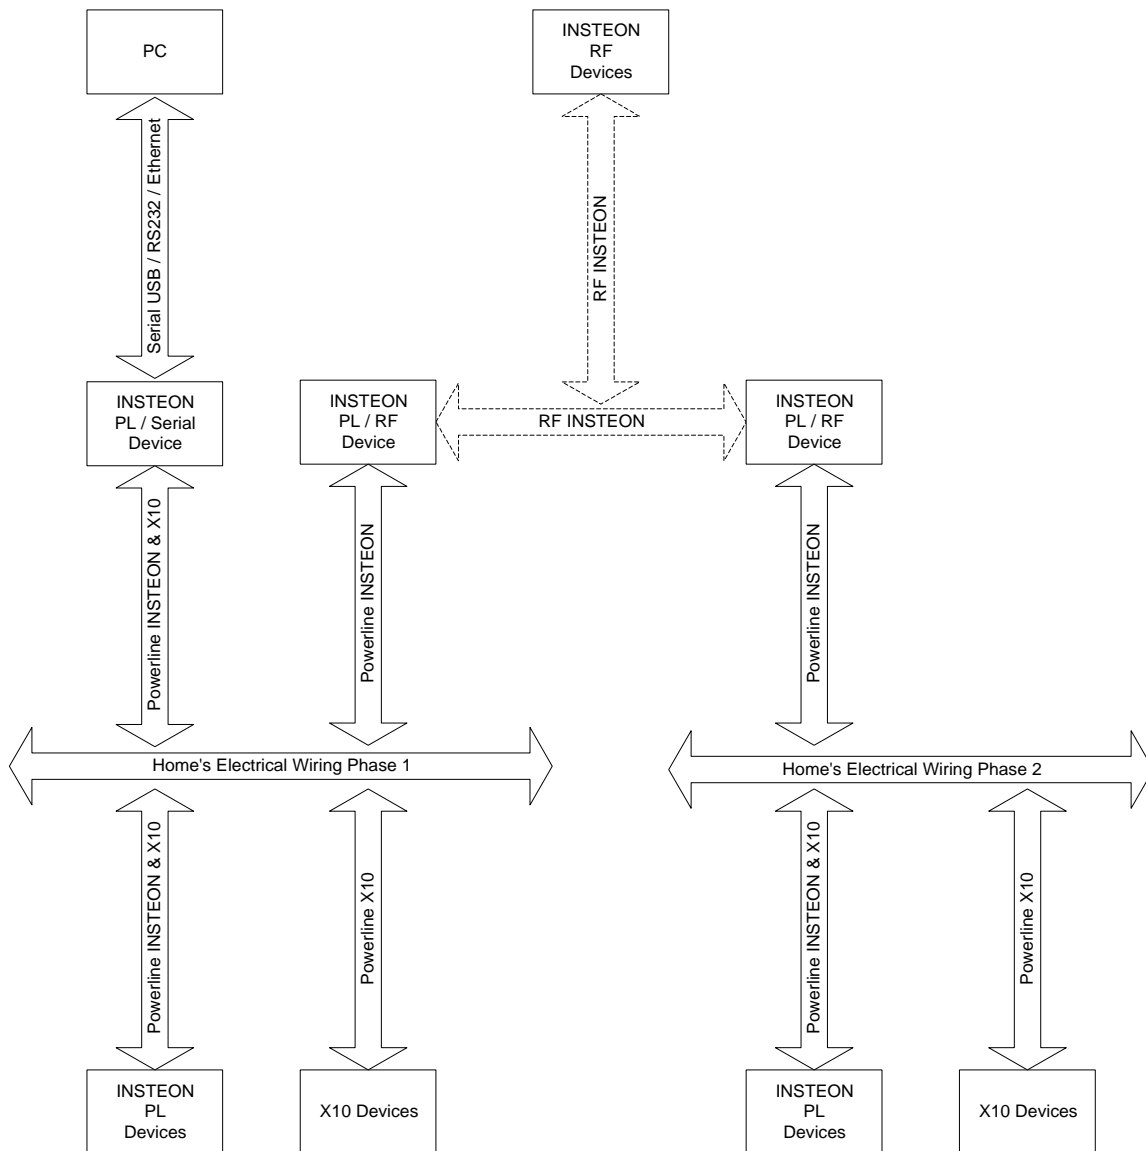 PC
INSTEON
RF
Devices
Serial USB / RS232 / Ethernet
RF INSTEON
INSTEON
PL / Serial
Device
INSTEON
PL / RF
Device
RF INSTEON
INSTEON
PL / RF
Device
Powerline INSTEON & X10
Powerline INSTEON
Powerline INSTEON
Home's Electrical Wiring Phase 1
Home's Electrical Wiring Phase 2
Powerline INSTEON & X10
Powerline X10
Powerline INSTEON & X10
Powerline X10
INSTEON
PL
Devices
X10 Devices
INSTEON
PL
Devices
X10 Devices